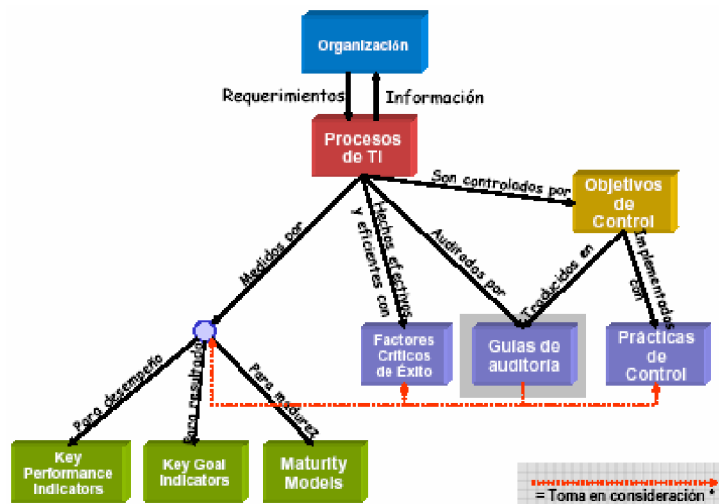 Organización
Requerimientos
Información
Procesos
de TI
Son controlados por
Objetivos
de
Control
Medidos por
Hechos efectivos
y eficientes con
Auditados por
Traducidos en
Implementados
con
Factores
Críticos
de Éxito
Guías de
auditoría
Prácticas
de
Control
Para desempeño
Para resultado
Para madurez
Key
Performance
Indicators
Key Goal
Indicators
Maturity
Models
= Toma en consideración *